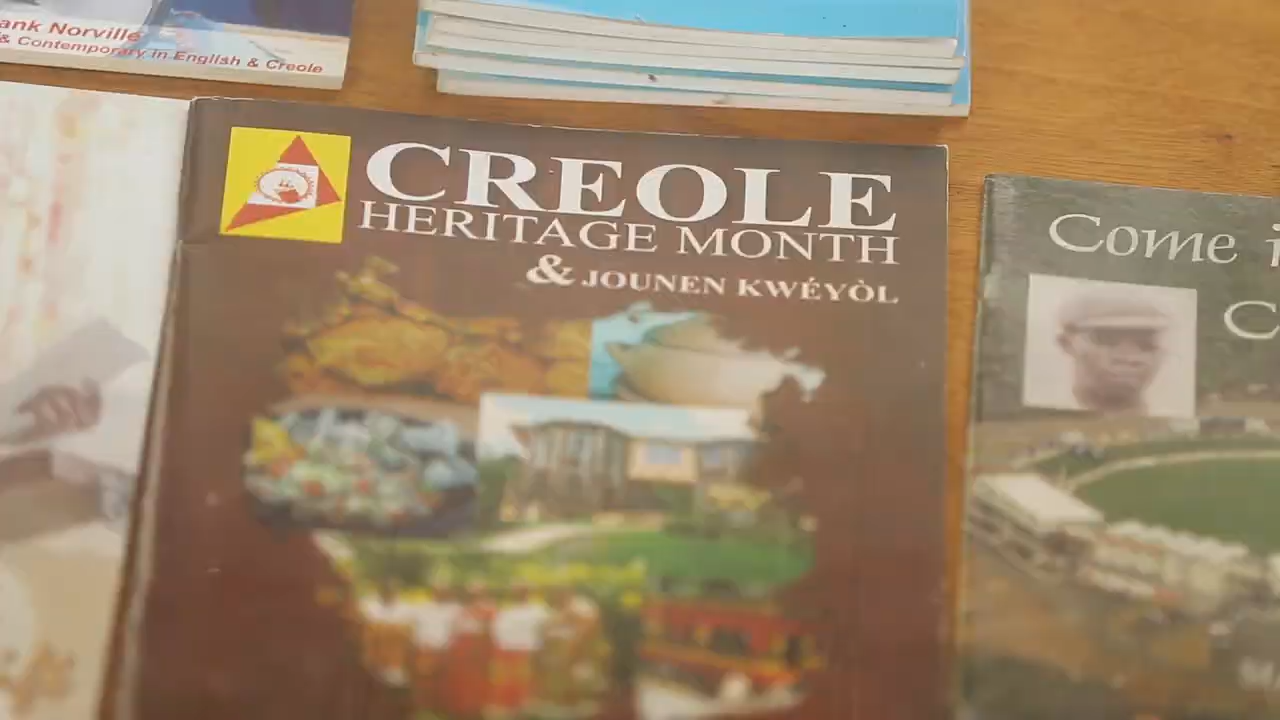 ank Norville
& Contemporary in English & Creole
CREOLE
HERITAGE MONTH
& JOUNEN KWÉYÒL
Come i
C